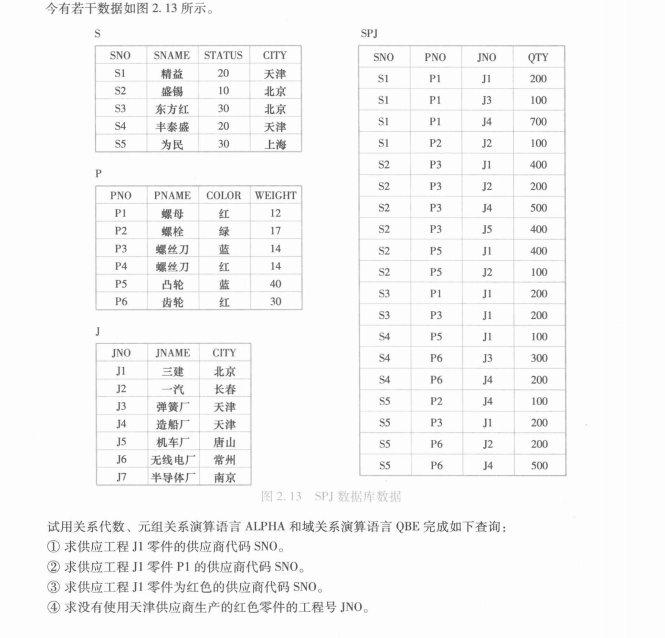 今有若干数据如图 2. 13 所示。
S
SNO SNAME STATUS CITY
S1 精益 20 天津
S2 盛锡 10 北京
S3 东方红 30 北京
S4 丰泰盛 20 天津
S5 为民 30 上海
P
PNO PNAME COLOR WEIGHT
P1 螺母 红 12
P2 螺栓 绿 17
P3 螺丝刀 蓝 14
P4 螺丝刀 红 14
P5 凸轮 蓝 40
P6 齿轮 红 30
J
JNO JNAME CITY
J1 三建 北京
J2 一汽 长春
J3 弹簧厂 天津
J4 造船厂 天津
J5 机车厂 唐山
J6 无线电厂 常州
J7 半导体厂 南京
SPJ
SNO PNO JNO QTY
S1 P1 J1 200
S1 P1 J3 100
S1 P1 J4 700
S1 P2 J2 100
S2 P3 J1 400
S2 P3 J2 200
S2 P3 J4 500
S2 P3 J5 400
S2 P5 J1 400
S2 P5 J2 100
S3 P1 J1 200
S3 P3 J1 200
S4 P5 J1 100
S4 P6 J3 300
S4 P6 J4 200
S5 P2 J4 100
S5 P3 J1 200
S5 P6 J2 200
S5 P6 J4 500
图 2. 13 SPJ 数据库数据
试用关系代数、元组关系演算语言 ALPHA 和域关系演算语言 QBE 完成如下查询：
① 求供应工程 J1 零件的供应商代码 SNO。
② 求供应工程 J1 零件 P1 的供应商代码 SNO。
③ 求供应工程 J1 零件为红色的供应商代码 SNO。
④ 求没有使用天津供应商生产的红色零件的工程号 JNO。